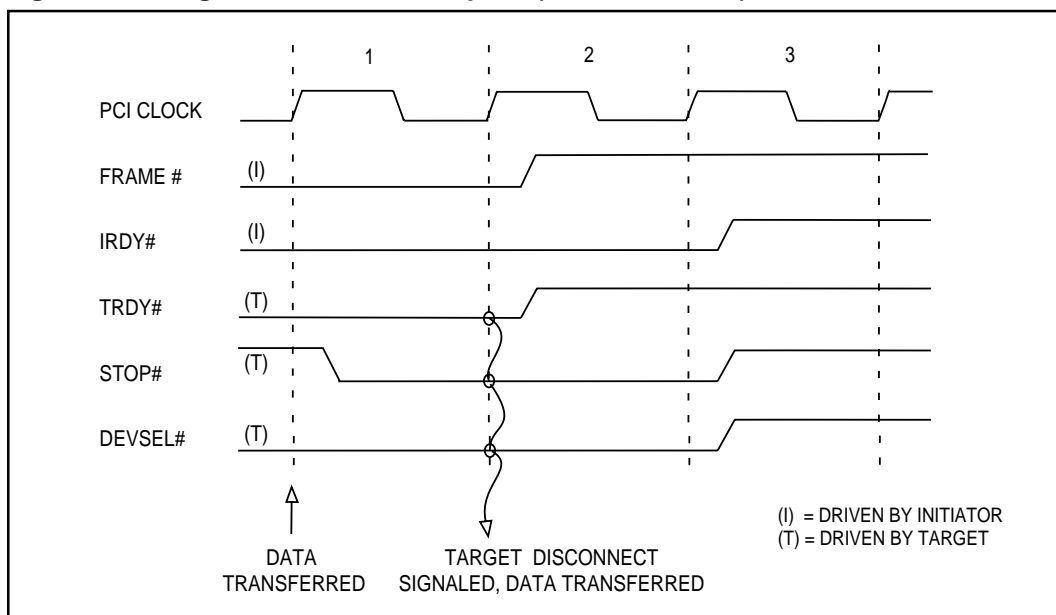 1 2 3
PCI CLOCK
FRAME # (I)
IRDY# (I)
TRDY# (T)
STOP# (T)
DEVSEL# (T)
DATA
TRANSFERRED
TARGET DISCONNECT
SIGNALED, DATA TRANSFERRED
(I) = DRIVEN BY INITIATOR
(T) = DRIVEN BY TARGET